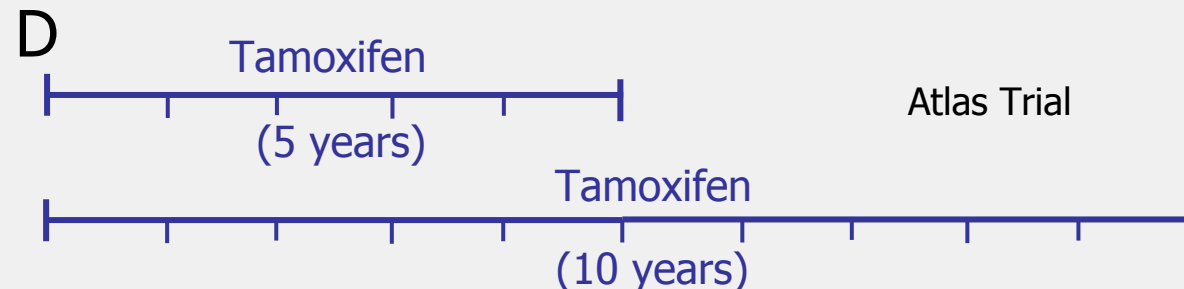 D
Tamoxifen
(5 years)
Atlas Trial
Tamoxifen
(10 years)